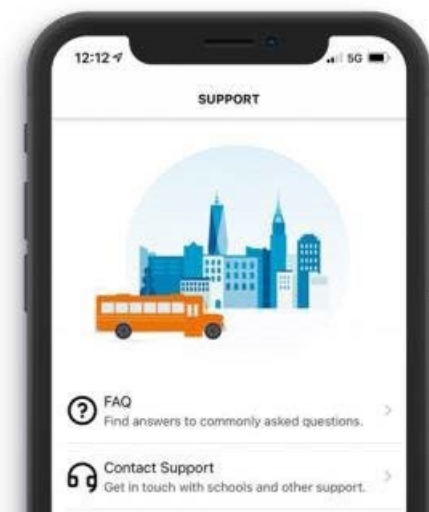 12:12
5G
SUPPORT
FAQ
Find answers to commonly asked questions.
Contact Support
Get in touch with schools and other support.